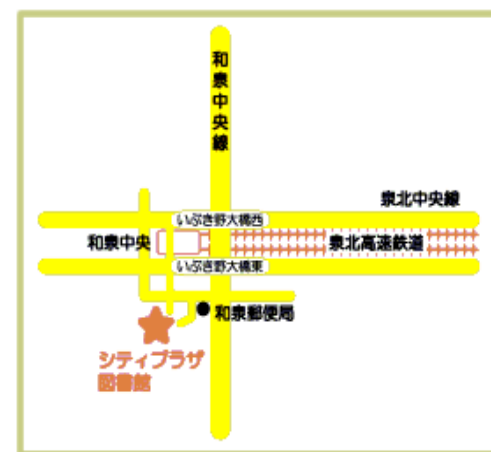 和泉中央線
泉北中央線
いぶき野大橋西
和泉中央
泉北高速鉄道
いぶき野大橋東
和泉郵便局
シティプラザ
図書館